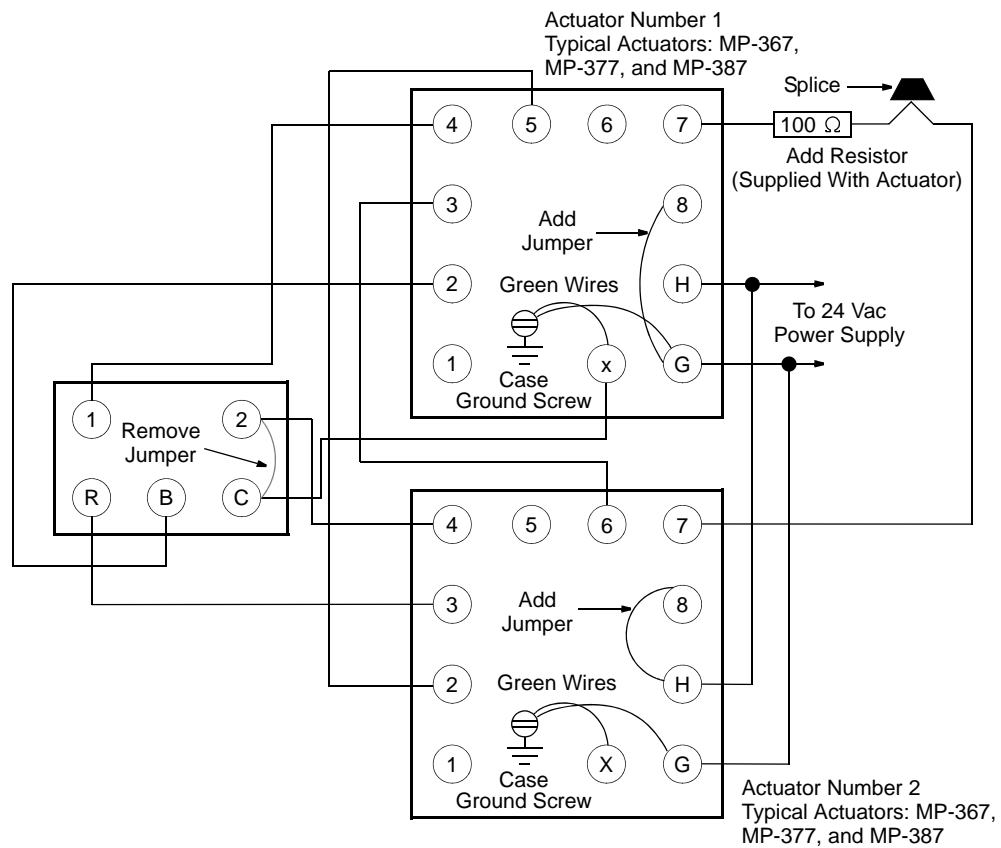 Actuator Number 1
Typical Actuators: MP-367,
MP-377, and MP-387
Splice
4
5
6
7
100 Ω
Add Resistor
(Supplied With Actuator)
3
8
Add
Jumper
2
Green Wires
H
To 24 Vac
Power Supply
1
x
G
Case
Ground Screw
1
2
Remove
Jumper
R
B
C
4
5
6
7
3
8
Add
Jumper
2
Green Wires
H
1
X
G
Case
Ground Screw
Actuator Number 2
Typical Actuators: MP-367,
MP-377, and MP-387